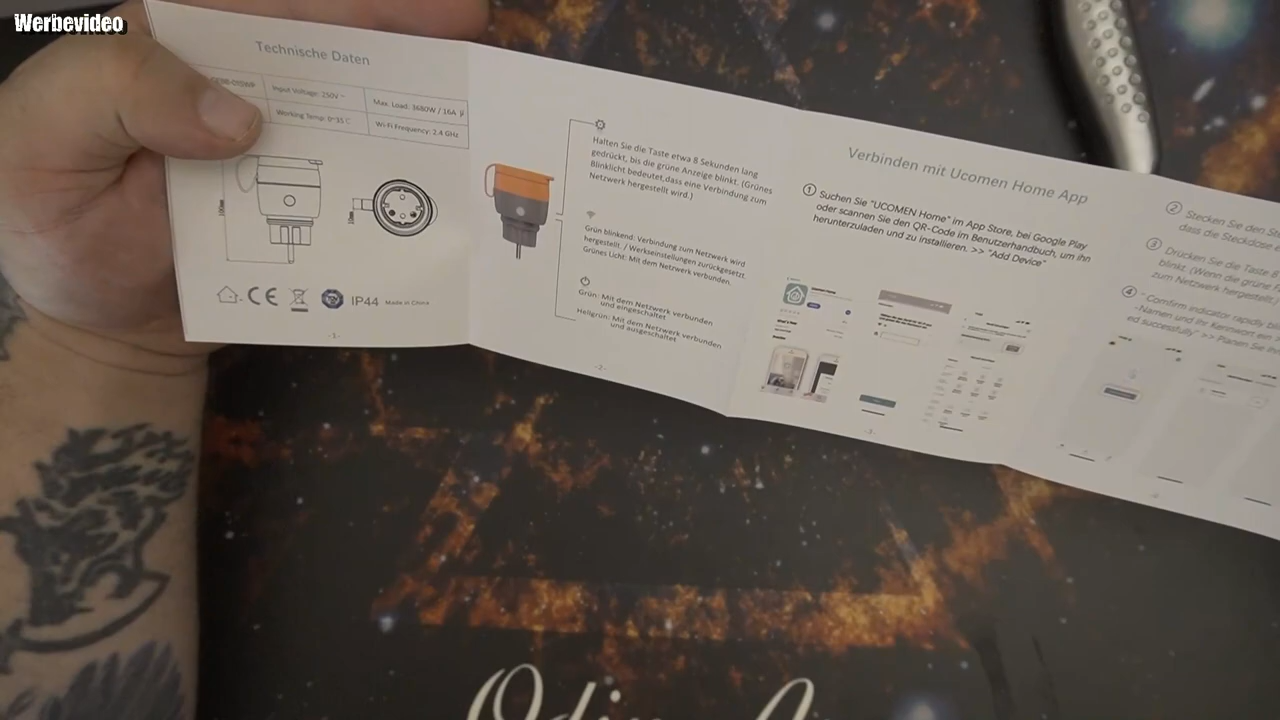 Werbevideo
Technische Daten
Input Voltage: 250V ~
Max. Load: 3680W / 16A
Working Temp: 0~35 C
Wi-Fi Frequency: 2.4 GHz
IP44 Made in China
-1-
Halten Sie die Taste etwa 8 Sekunden lang
gedrückt, bis die grüne Anzeige blinkt. (Grünes
Blinklicht bedeutet,dass eine Verbindung zum
Netzwerk hergestellt wird.)
Grün blinkend: Verbindung zum Netzwerk wird
hergestellt. / Werkseinstellungen zurückgesetzt.
Grünes Licht: Mit dem Netzwerk verbunden.
Grün: Mit dem Netzwerk verbunden
und eingeschaltet
Hellgrün: Mit dem Netzwerk verbunden
und ausgeschaltet
-2-
Verbinden mit Ucomen Home App
① Suchen Sie "UCOMEN Home" im App Store, bei Google Play
oder scannen Sie den QR-Code im Benutzerhandbuch, um ihn
herunterzuladen und zu installieren. >> "Add Device"
-3-
② Stecken Sie den
dass die Steckdose
③ Drücken Sie die Taste 8
blinkt. (Wenn die grüne
zum Netzwerk hergestellt,
④ " Comfirm indicator rapidly
-Namen und ihr Kennwort ein
ed successfully" >>
-4-